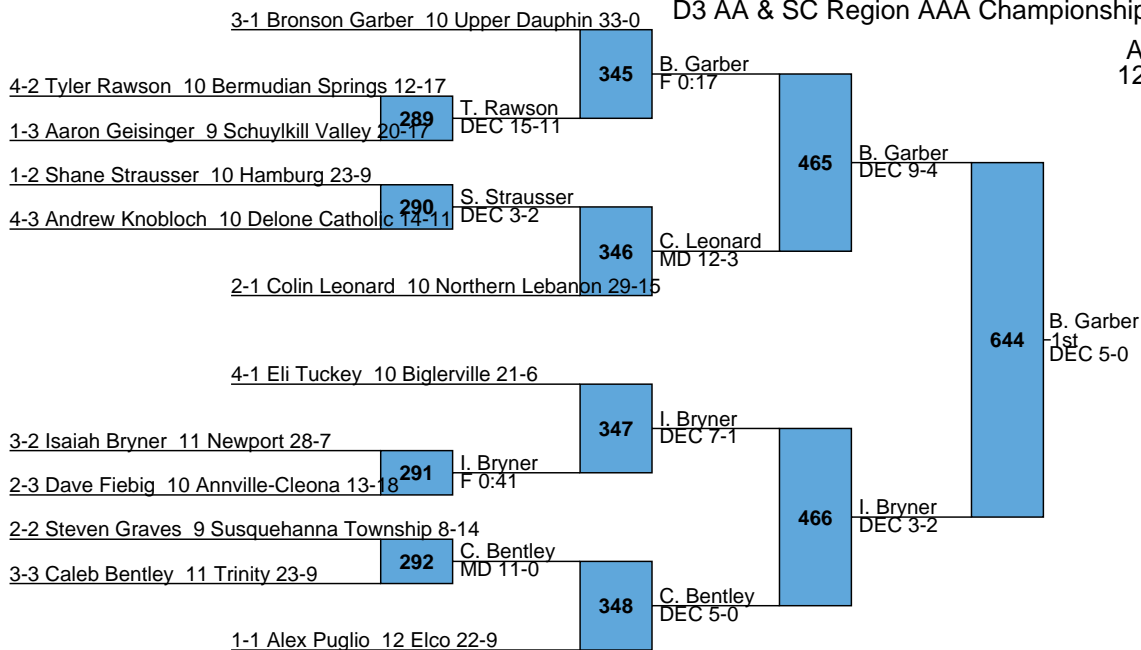 D3 AA & SC Region AAA Championship
A
12
3-1 Bronson Garber 10 Upper Dauphin 33-0
345
B. Garber
F 0:17
4-2 Tyler Rawson 10 Bermudian Springs 12-17
289
T. Rawson
DEC 15-11
1-3 Aaron Geisinger 9 Schuylkill Valley 20-17
465
B. Garber
DEC 9-4
1-2 Shane Strausser 10 Hamburg 23-9
290
S. Strausser
DEC 3-2
4-3 Andrew Knobloch 10 Delone Catholic 14-11
346
C. Leonard
MD 12-3
2-1 Colin Leonard 10 Northern Lebanon 29-15
644
B. Garber
1st
DEC 5-0
4-1 Eli Tuckey 10 Biglerville 21-6
347
I. Bryner
DEC 7-1
3-2 Isaiah Bryner 11 Newport 28-7
291
I. Bryner
F 0:41
2-3 Dave Fiebig 10 Annville-Cleona 13-18
466
I. Bryner
DEC 3-2
2-2 Steven Graves 9 Susquehanna Township 8-14
292
C. Bentley
MD 11-0
3-3 Caleb Bentley 11 Trinity 23-9
348
C. Bentley
DEC 5-0
1-1 Alex Puglio 12 Elco 22-9